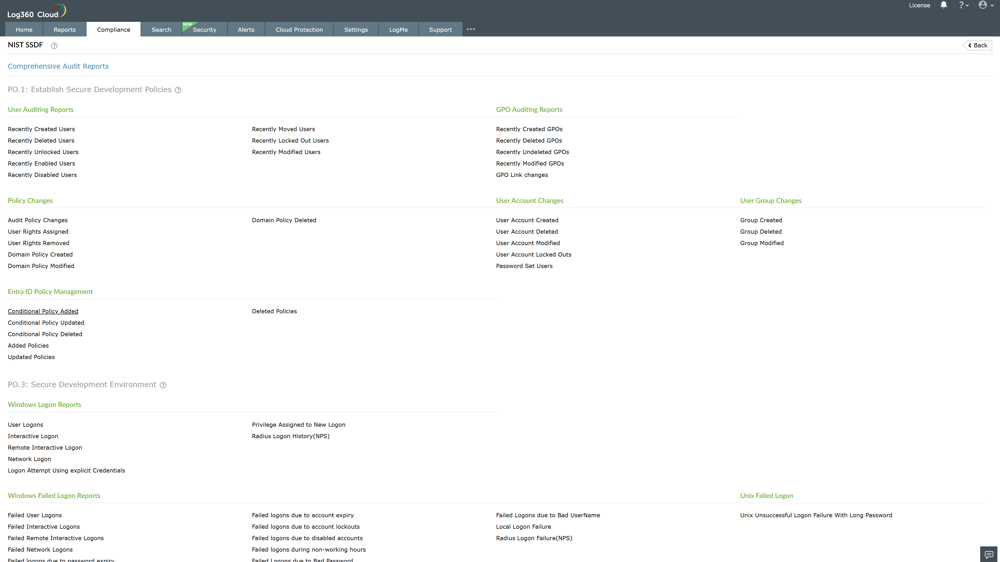 Log360 Cloud
License
?
Home Reports Compliance Search NEW Security Alerts Cloud Protection Settings LogMe Support •••
NIST SSDF ?
Back
Comprehensive Audit Reports
PO.1: Establish Secure Development Policies ?
User Auditing Reports
Recently Created Users
Recently Deleted Users
Recently Unlocked Users
Recently Enabled Users
Recently Disabled Users
Recently Moved Users
Recently Locked Out Users
Recently Modified Users
GPO Auditing Reports
Recently Created GPOs
Recently Deleted GPOs
Recently Undeleted GPOs
Recently Modified GPOs
GPO Link changes
Policy Changes
Audit Policy Changes
User Rights Assigned
User Rights Removed
Domain Policy Created
Domain Policy Modified
Domain Policy Deleted
User Account Changes
User Account Created
User Account Deleted
User Account Modified
User Account Locked Outs
Password Set Users
User Group Changes
Group Created
Group Deleted
Group Modified
Entra ID Policy Management
Conditional Policy Added
Conditional Policy Updated
Conditional Policy Deleted
Added Policies
Updated Policies
Deleted Policies
PO.3: Secure Development Environment ?
Windows Logon Reports
User Logons
Interactive Logon
Remote Interactive Logon
Network Logon
Logon Attempt Using explicit Credentials
Privilege Assigned to New Logon
Radius Logon History(NPS)
Windows Failed Logon Reports
Failed User Logons
Failed Interactive Logons
Failed Remote Interactive Logons
Failed Network Logons
Failed logons due to password expiry
Failed logons due to account expiry
Failed logons due to account lockouts
Failed logons due to disabled accounts
Failed logons during non-working hours
Failed Logons due to Bad Password
Failed Logons due to Bad UserName
Local Logon Failure
Radius Logon Failure(NPS)
Unix Failed Logon
Unix Unsuccessful Logon Failure With Long Password